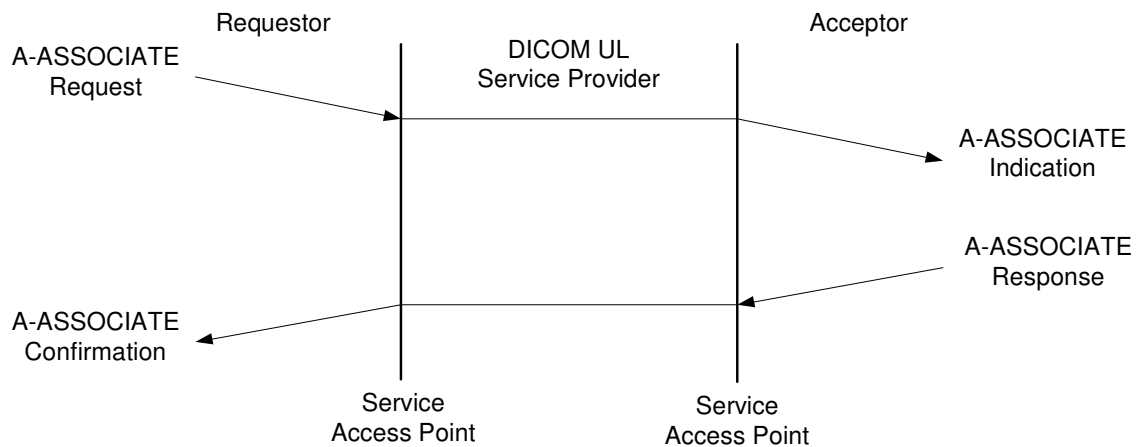 Requestor
Acceptor
A-ASSOCIATE
Request
DICOM UL
Service Provider
A-ASSOCIATE
Indication
A-ASSOCIATE
Response
A-ASSOCIATE
Confirmation
Service
Access Point
Service
Access Point